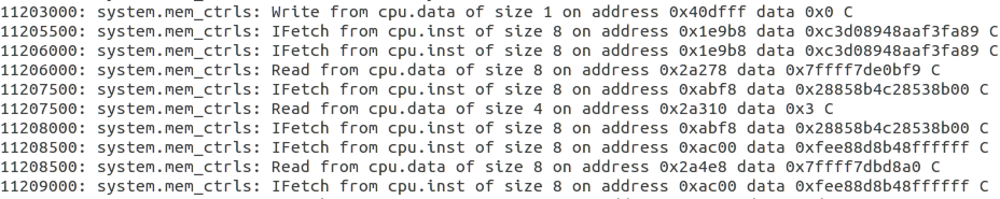 11203000: system.mem_ctrls: Write from cpu.data of size 1 on address 0x40dfff data 0x0 C
11205500: system.mem_ctrls: IFetch from cpu.inst of size 8 on address 0x1e9b8 data 0xc3d08948aaf3fa89 C
11206000: system.mem_ctrls: IFetch from cpu.inst of size 8 on address 0x1e9b8 data 0xc3d08948aaf3fa89 C
11206000: system.mem_ctrls: Read from cpu.data of size 8 on address 0x2a278 data 0x7ffff7de0bf9 C
11207500: system.mem_ctrls: IFetch from cpu.inst of size 8 on address 0xabf8 data 0x28858b4c28538b00 C
11207500: system.mem_ctrls: Read from cpu.data of size 4 on address 0x2a310 data 0x3 C
11208000: system.mem_ctrls: IFetch from cpu.inst of size 8 on address 0xabf8 data 0x28858b4c28538b00 C
11208500: system.mem_ctrls: IFetch from cpu.inst of size 8 on address 0xac00 data 0xfee88d8b48ffffff C
11208500: system.mem_ctrls: Read from cpu.data of size 8 on address 0x2a4e8 data 0x7ffff7dbd8a0 C
11209000: system.mem_ctrls: IFetch from cpu.inst of size 8 on address 0xac00 data 0xfee88d8b48ffffff C